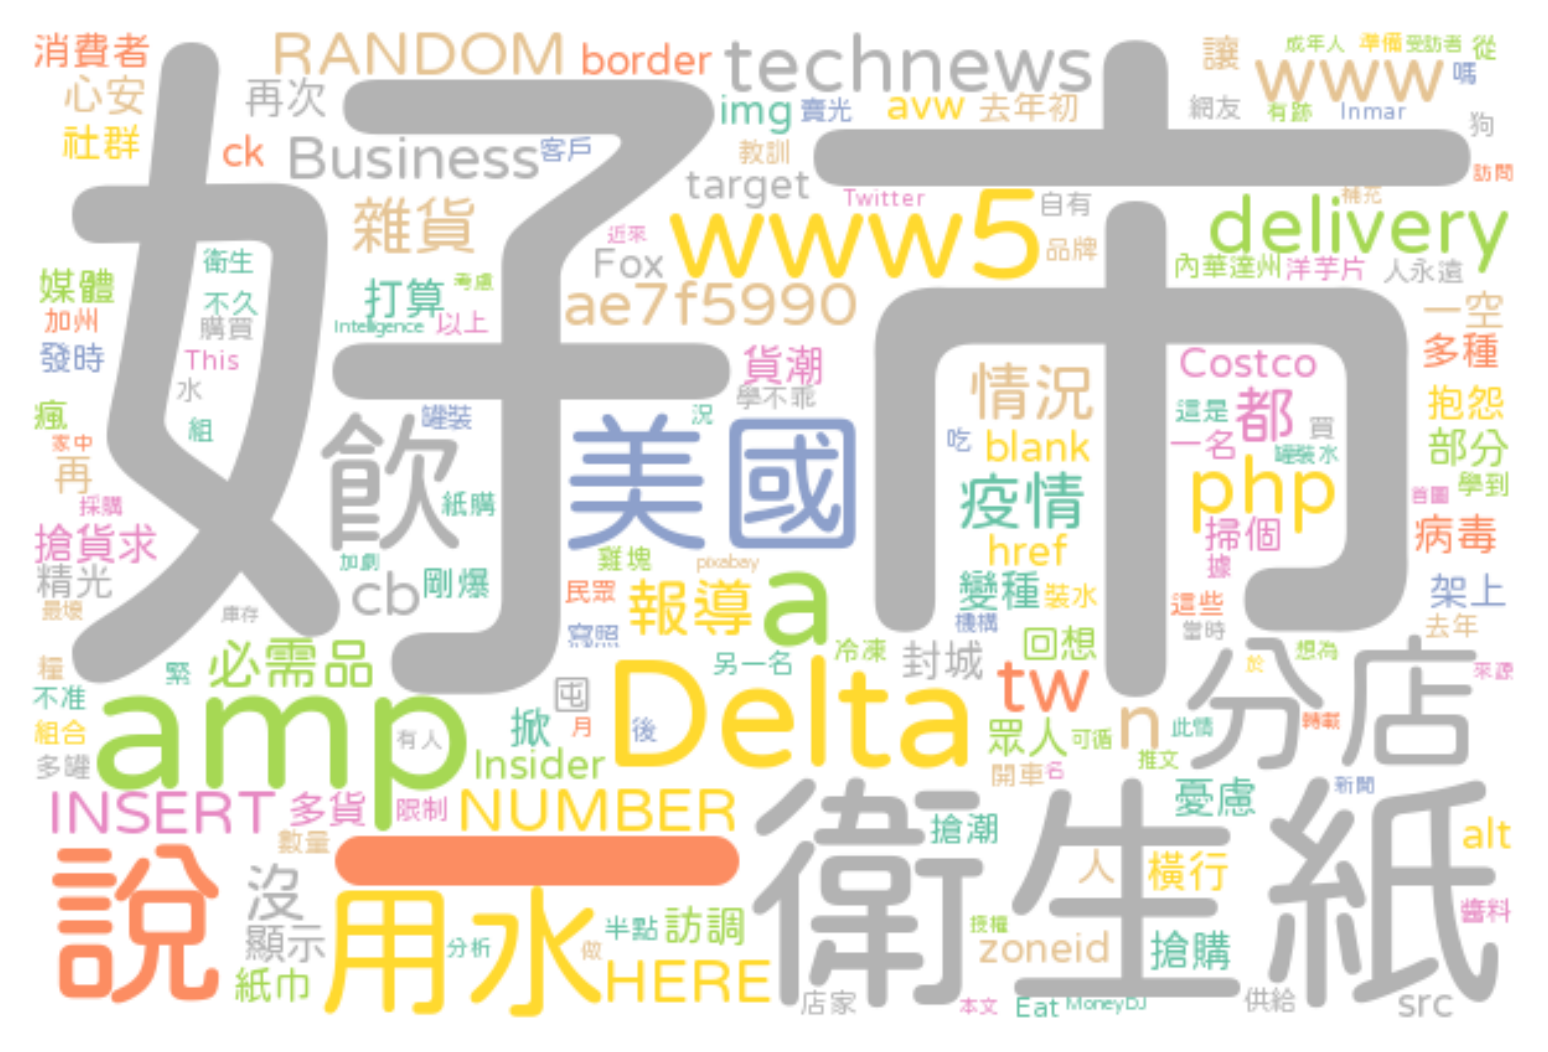 消費者
RANDOM
border
technews
讓
成年人
準備
受訪者
從
心安
再次
img
賣光
avw
去年初
www
嗎
網友
有跡
Inmar
狗
社群
ck
Business
客戶
教訓
訪問
好市
target
Twitter
自有
補充
雜貨
近來
www5
品牌
delivery
衛生
Fox
內華達州
洋芋片
人永遠
媒體
不久
打算
考慮
ae7f5990
一空
加州
購買
Intelligence
以上
發時
This
貨潮
情況
Costco
多種
水
學不乖
瘋
組
罐裝
況
這是
都
買
抱怨
家中
飲
美國
吃
blank
一名
罐裝水
部分
再
紙購
疫情
php
首圖
學到
採購
搶貨求
加劇
雞塊
pixabay
href
掃個
據
病毒
精光
cb
剛爆
民眾
報導
a
變種
裝水
這些
架上
最壞
庫存
寫照
機構
當時
去年
糧
緊
必需品
另一名
冷凍
封城
回想
分店
於
想為
來源
不准
amp
屯
Delta
tw
n
組合
有人
掀
月
後
眾人
可循
此情
轉載
多罐
Insider
開車
名
推文
INSERT
多貨
限制
NUMBER
憂慮
新聞
數量
一
衛生紙
搶潮
alt
說
沒
人
橫行
顯示
用水
半點
訪調
授權
醬料
分析
做
zoneid
搶購
紙巾
HERE
店家
本文
Eat
MoneyDJ
供給
src